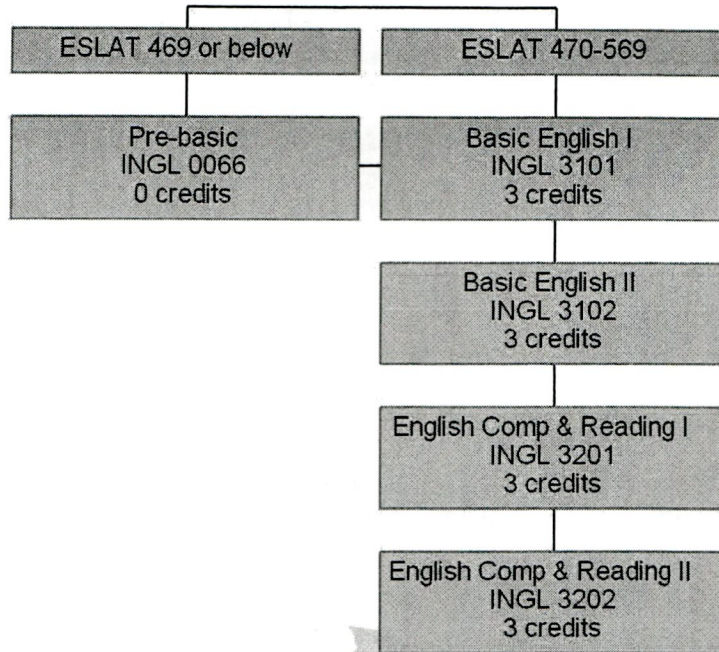 ESLAT 469 or below
ESLAT 470-569
Pre-basic
INGL 0066
0 credits
Basic English I
INGL 3101
3 credits
Basic English II
INGL 3102
3 credits
English Comp & Reading I
INGL 3201
3 credits
English Comp & Reading II
INGL 3202
3 credits